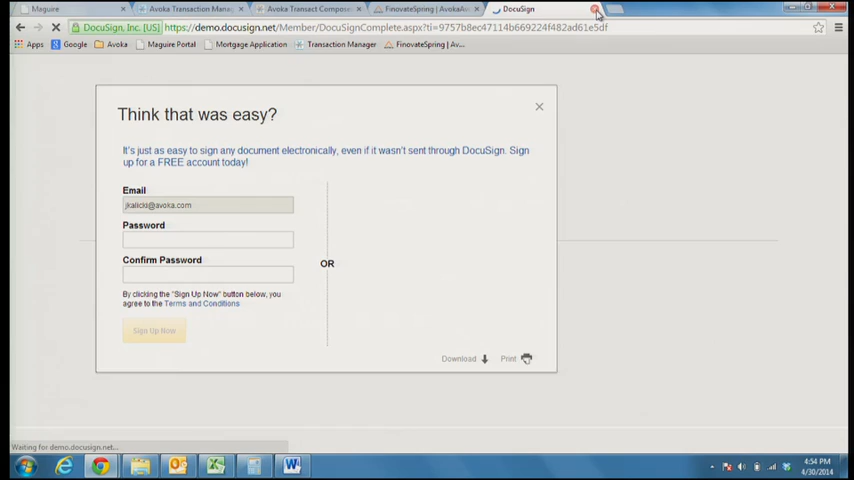 Maguire
Avoka Transaction Manag
Avoka Transact Compose
FinovateSpring | AvokaAv
DocuSign
DocuSign, Inc. [US]
https://demo.docusign.net/Member/DocuSignComplete.aspx?ti=9757b8ec47114b669224f482ad61e5df
Apps
Google
Avoka
Maguire Portal
Mortgage Application
Transaction Manager
FinovateSpring | Av...
Think that was easy?
It's just as easy to sign any document electronically, even if it wasn't sent through DocuSign. Sign
up for a FREE account today!
Email
jkalicki@avoka.com
Password
Confirm Password
OR
By clicking the "Sign Up Now" button below, you
agree to the Terms and Conditions
Sign Up Now
Download
Print
Waiting for demo.docusign.net...
4:54 PM
4/30/2014